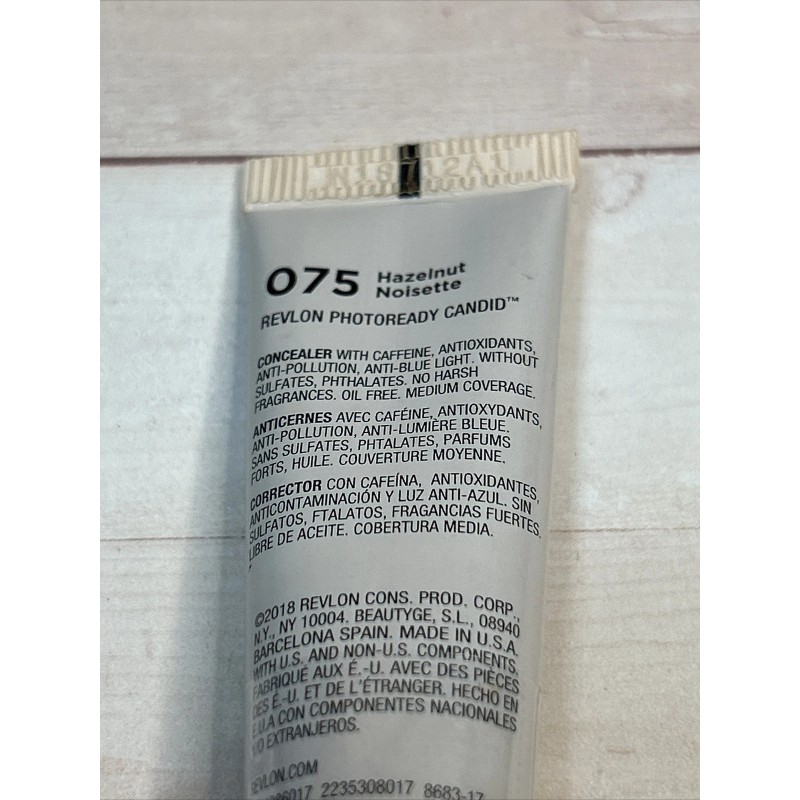 075 Hazelnut
Noisette
REVLON PHOTOREADY CANDID™
CONCEALER WITH CAFFEINE, ANTIOXIDANTS,
ANTI-POLLUTION, ANTI-BLUE LIGHT. WITHOUT
SULFATES, PHTHALATES. NO HARSH
FRAGRANCES. OIL FREE. MEDIUM COVERAGE.
ANTICERNES AVEC CAFÉINE, ANTIOXYDANTS,
ANTI-POLLUTION, ANTI-LUMIÈRE BLEUE.
SANS SULFATES, PHTALATES, PARFUMS
FORTS, HUILE. COUVERTURE MOYENNE.
CORRECTOR CON CAFEÍNA, ANTIOXIDANTES,
ANTICONTAMINACIÓN Y LUZ ANTI-AZUL. SIN
SULFATOS, FTALATOS, FRAGANCIAS FUERTES.
LIBRE DE ACEITE. COBERTURA MEDIA.
©2018 REVLON CONS. PROD. CORP.,
N.Y., NY 10004. BEAUTYGE, S.L., 08940
BARCELONA SPAIN. MADE IN U.S.A.
WITH U.S. AND NON-U.S. COMPONENTS.
FABRIQUÉ AUX É.-U. AVEC DES PIÈCES
DES É.-U. ET DE L'ÉTRANGER. HECHO EN
E.U.A CON COMPONENTES NACIONALES
Y/O EXTRANJEROS.
REVLON.COM
2235308017 8683-17